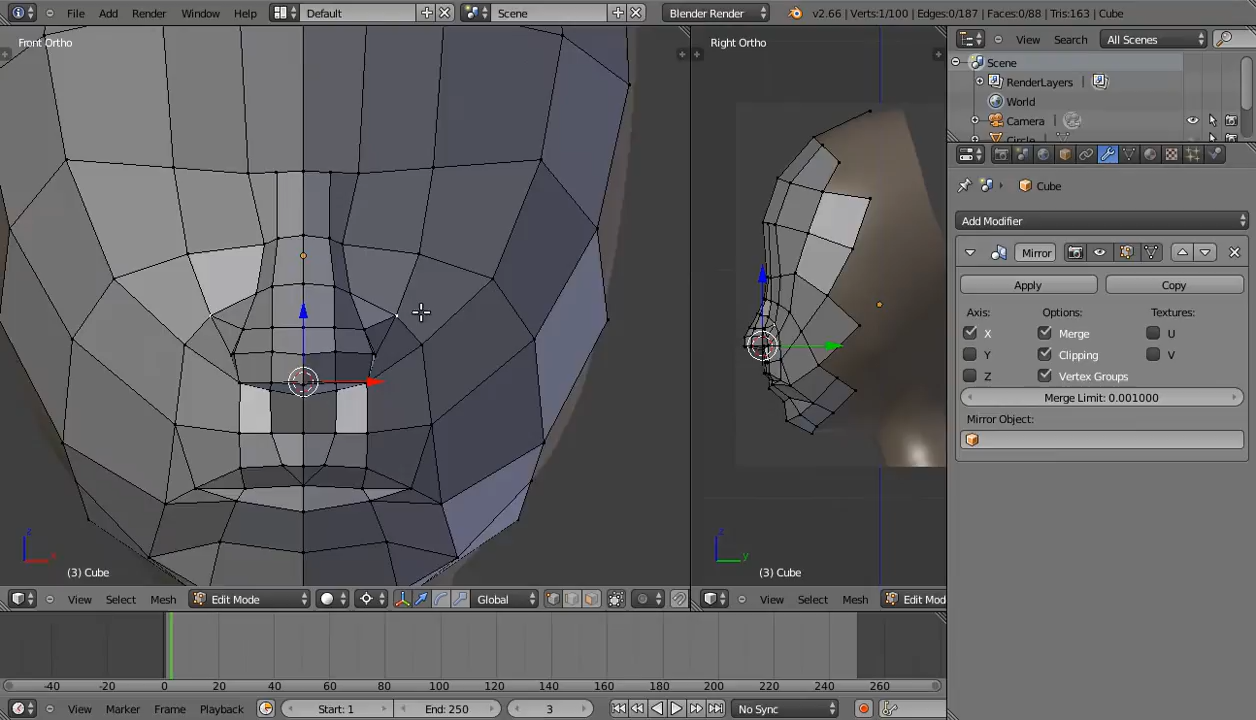 File Add Render Window Help Default Scene Blender Render v2.66 | Verts:1/100 | Edges:0/187 | Faces:0/88 | Tris:163 | Cube
Front Ortho
Right Ortho
View Search All Scenes
Scene
RenderLayers |
World
Camera |
Cube
Add Modifier
Mirror
Apply Copy
Axis: Options: Textures:
X Merge U
Y Clipping V
Z Vertex Groups
Merge Limit: 0.001000
Mirror Object:
z
x
z
y
(3) Cube
(3) Cube
View Select Mesh Edit Mode Global
View Select Mesh Edit Mod
-40 -20 0 20 40 60 80 100 120 140 160 180 200 220 240 260
View Marker Frame Playback Start: 1 End: 250 3 No Sync